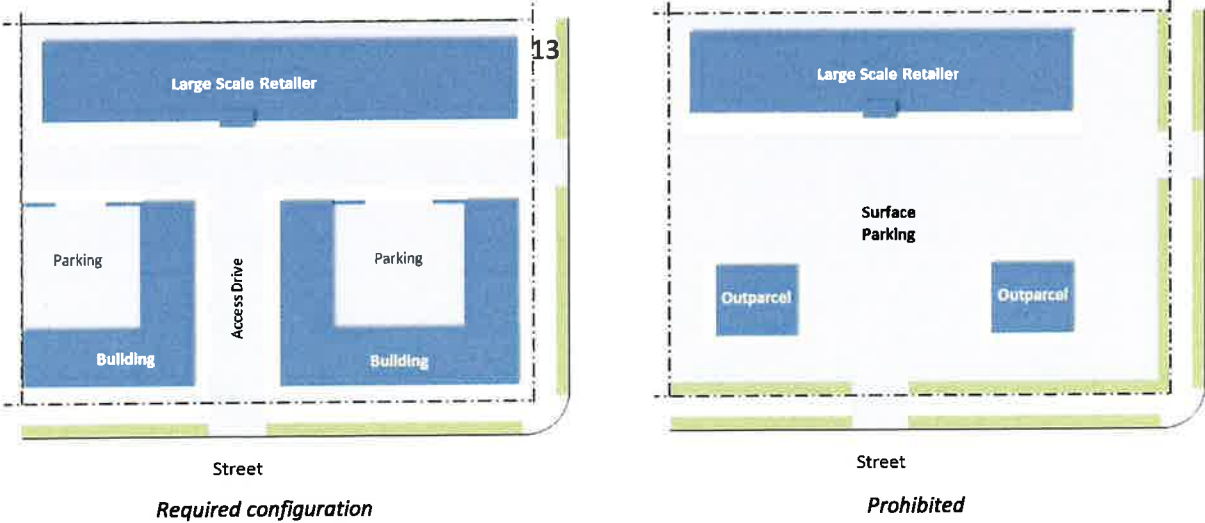 13
Large Scale Retailer
Parking
Parking
Access Drive
Building
Building
Street
Required configuration
Large Scale Retailer
Surface
Parking
Outparcel
Outparcel
Street
Prohibited